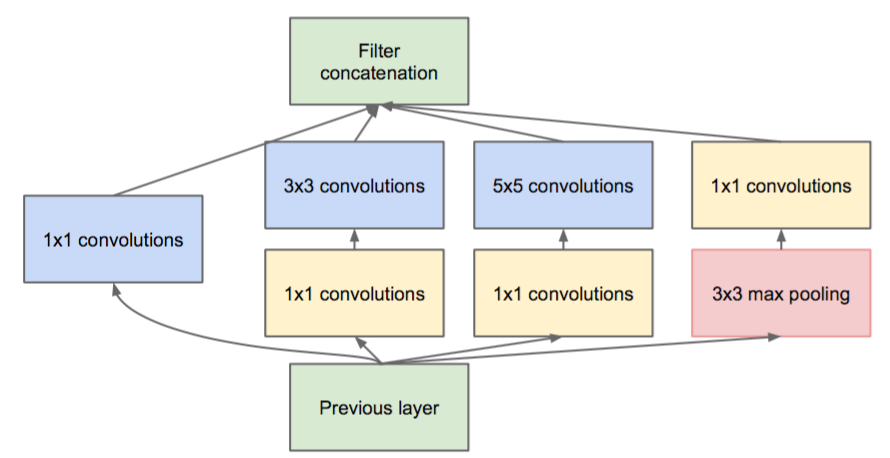 Filter
concatenation
3x3 convolutions
5x5 convolutions
1x1 convolutions
1x1 convolutions
1x1 convolutions
1x1 convolutions
3x3 max pooling
Previous layer